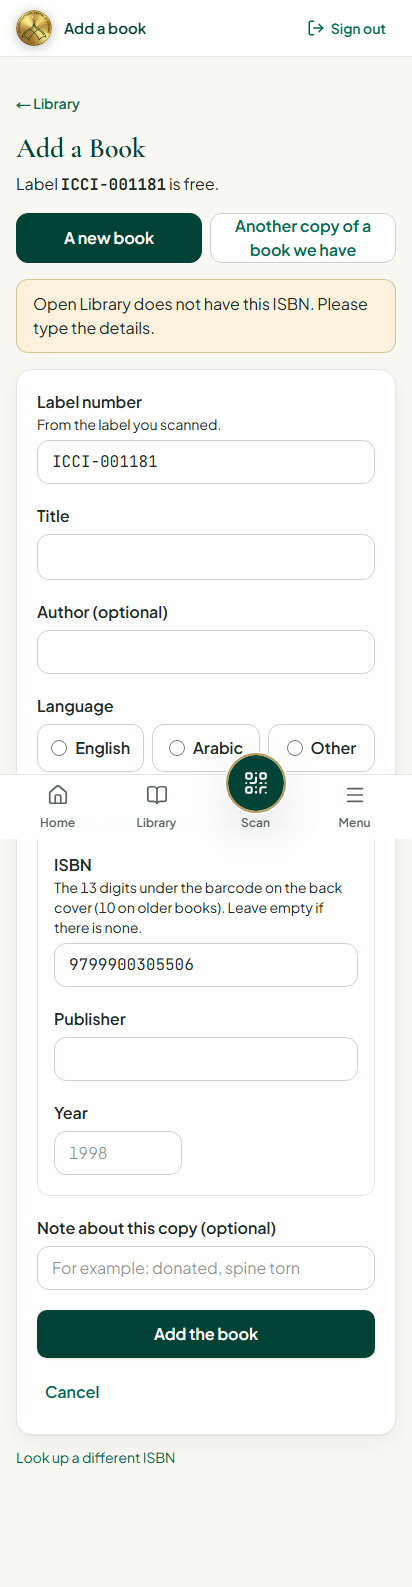 Add a book
Sign out
← Library
Add a Book
Label ICCI-001181 is free.
A new book
Another copy of a
book we have
Open Library does not have this ISBN. Please
type the details.
Label number
From the label you scanned.
ICCI-001181
Title
Author (optional)
Language
English
Arabic
Other
Home
Library
Scan
Menu
ISBN
The 13 digits under the barcode on the back
cover (10 on older books). Leave empty if
there is none.
9799900305506
Publisher
Year
1998
Note about this copy (optional)
For example: donated, spine torn
Add the book
Cancel
Look up a different ISBN